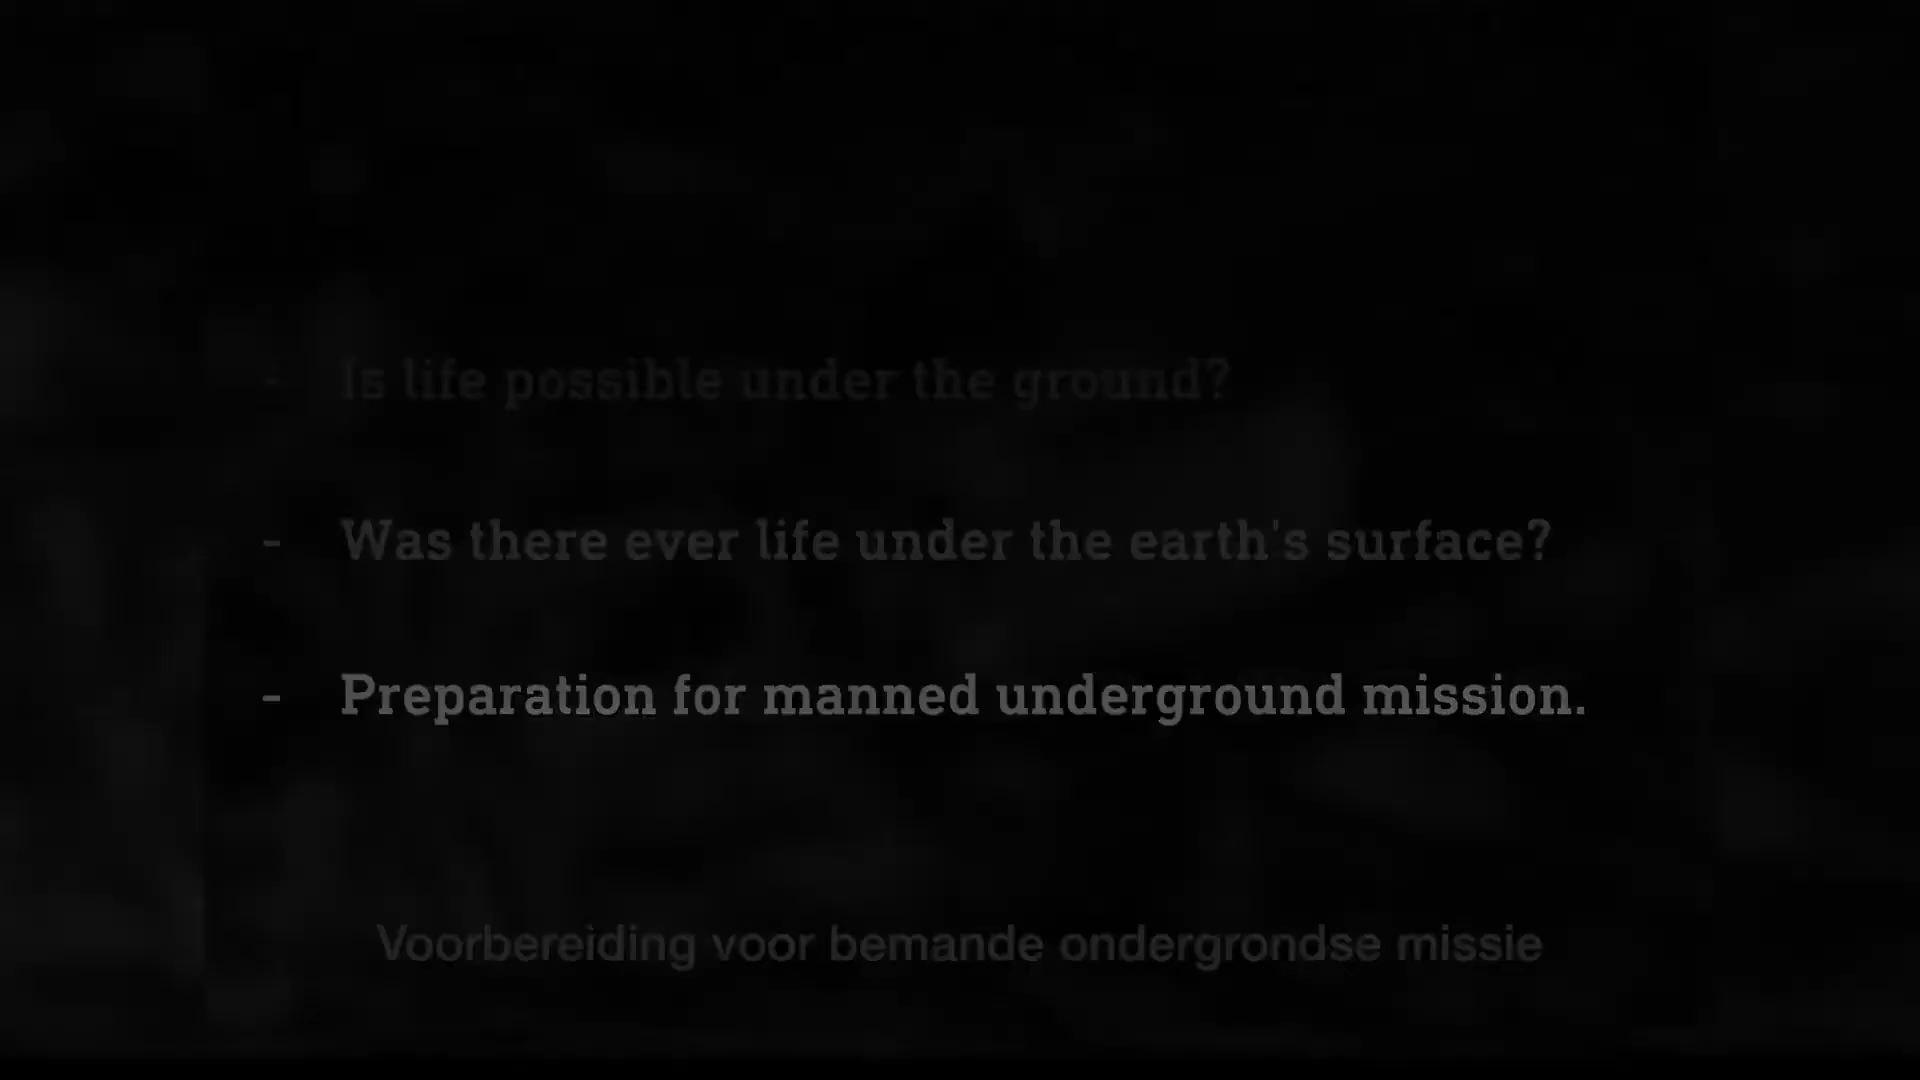 - Is life possible under the ground?
- Was there ever life under the earth's surface?
- Preparation for manned underground mission.
Voorbereiding voor bemande ondergrondse missie